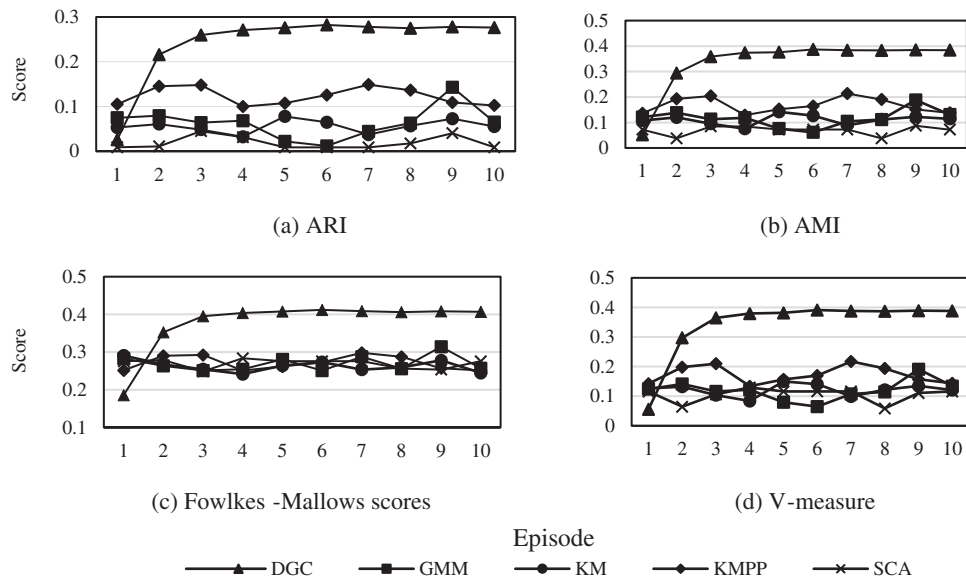 0.3
0.2
0.1
0
Score
1 2 3 4 5 6 7 8 9 10
(a) ARI
0.5
0.4
0.3
0.2
0.1
0
1 2 3 4 5 6 7 8 9 10
(b) AMI
0.5
0.4
0.3
0.2
0.1
Score
1 2 3 4 5 6 7 8 9 10
(c) Fowlkes -Mallows scores
0.5
0.4
0.3
0.2
0.1
0
1 2 3 4 5 6 7 8 9 10
(d) V-measure
Episode
DGC GMM KM KMPP SCA